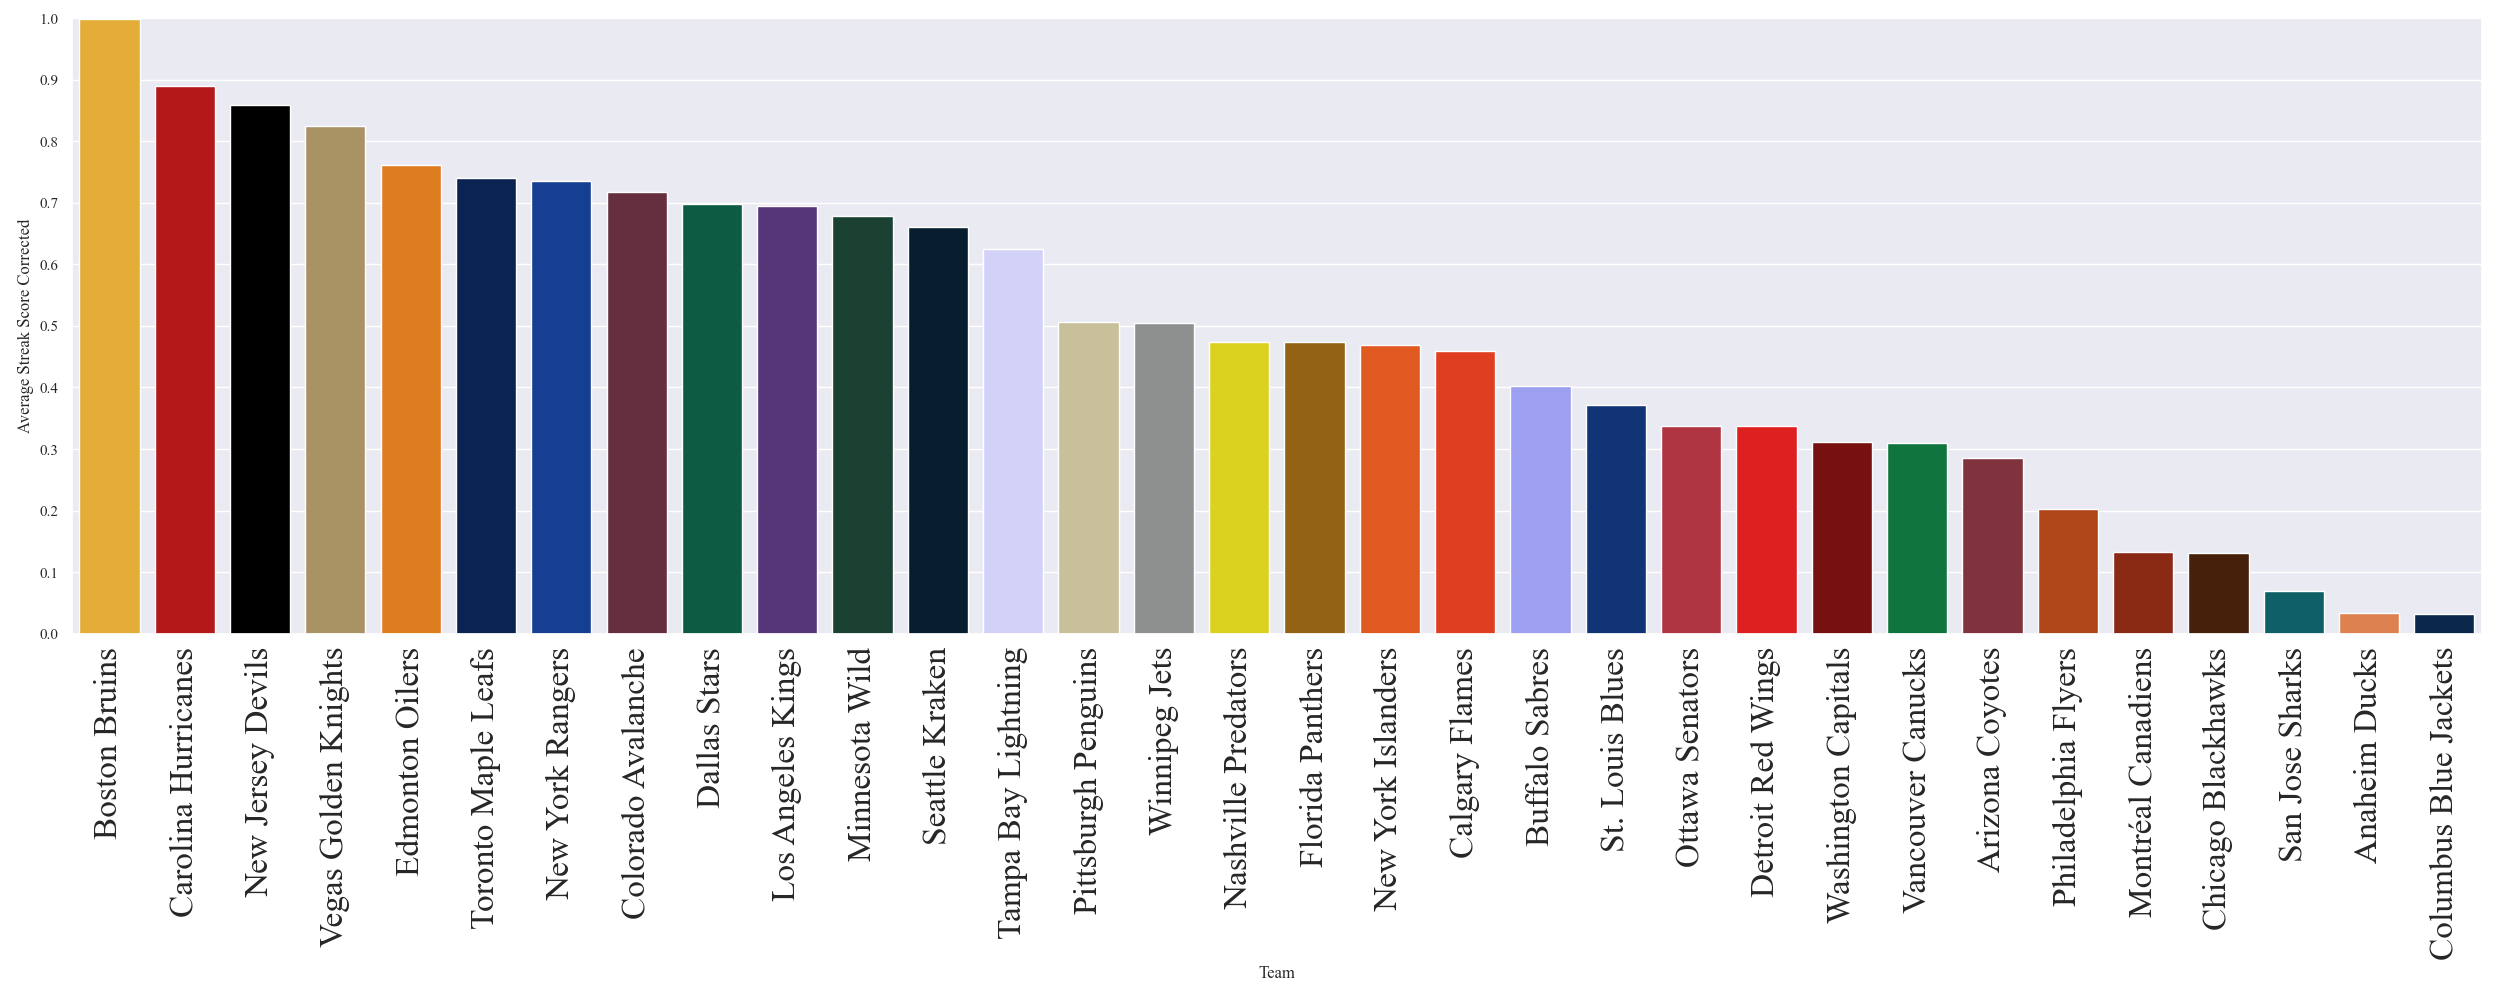 1.0
0.9
0.8
0.7
0.6
0.5
0.4
0.3
0.2
0.1
0.0
Average Streak Score Corrected
Boston Bruins
Carolina Hurricanes
New Jersey Devils
Vegas Golden Knights
Edmonton Oilers
Toronto Maple Leafs
New York Rangers
Colorado Avalanche
Dallas Stars
Los Angeles Kings
Minnesota Wild
Seattle Kraken
Tampa Bay Lightning
Pittsburgh Penguins
Winnipeg Jets
Nashville Predators
Florida Panthers
New York Islanders
Calgary Flames
Buffalo Sabres
St. Louis Blues
Ottawa Senators
Detroit Red Wings
Washington Capitals
Vancouver Canucks
Arizona Coyotes
Philadelphia Flyers
Montréal Canadiens
Chicago Blackhawks
San Jose Sharks
Anaheim Ducks
Columbus Blue Jackets
Team